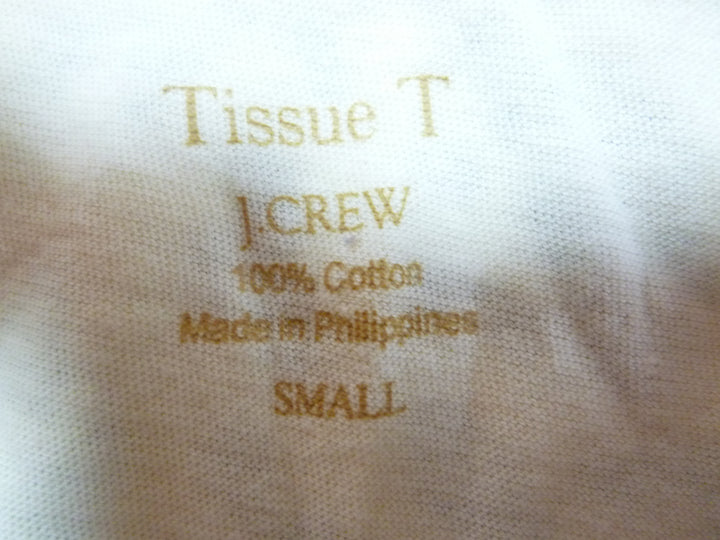 Tissue T
J.CREW
100% Cotton
Made in Philippines
SMALL